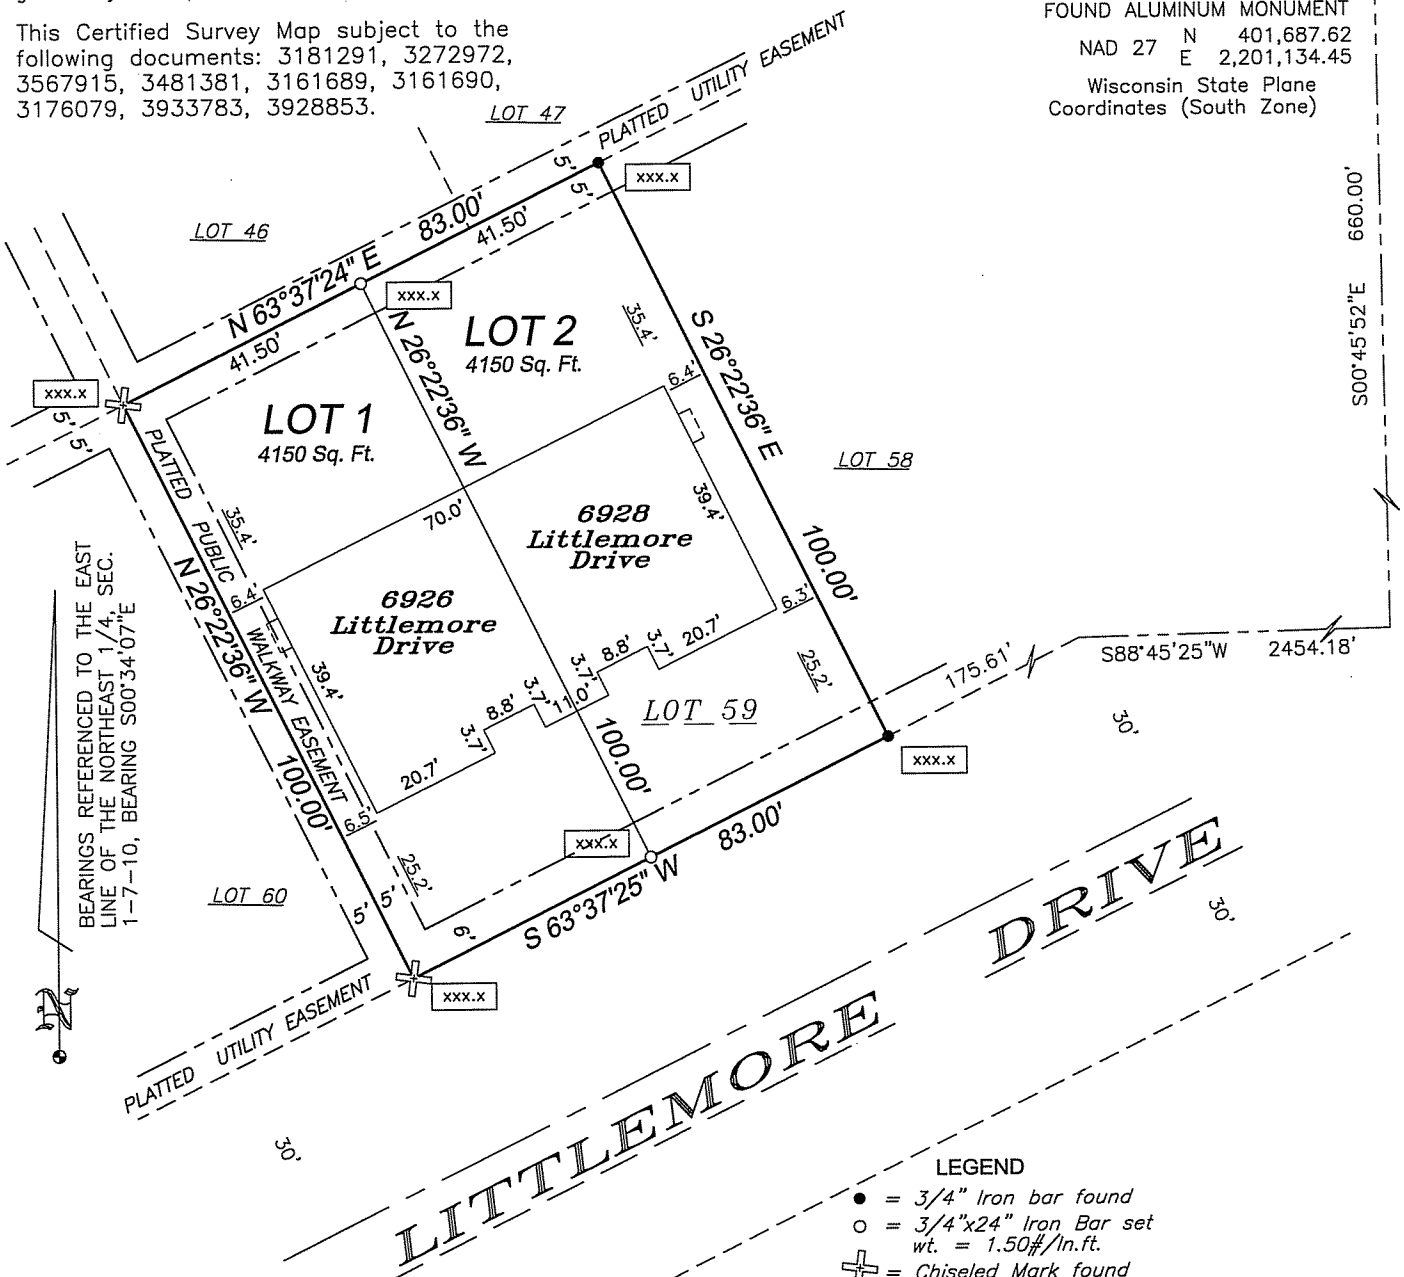 This Certified Survey Map subject to the
following documents: 3181291, 3272972,
3567915, 3481381, 3161689, 3161690,
3176079, 3933783, 3928853.
FOUND ALUMINUM MONUMENT
NAD 27 N 401,687.62
E 2,201,134.45
Wisconsin State Plane
Coordinates (South Zone)
LOT 47
PLATTED UTILITY EASEMENT
5'
5'
xxx.x
LOT 46
83.00'
41.50'
N 63°37'24" E
41.50'
xxx.x
xxx.x
5'
5'
S00°45'52"E 660.00'
LOT 2
4150 Sq. Ft.
LOT 1
4150 Sq. Ft.
N 26°22'36" W
35.4'
S 26°22'36" E
6.4'
LOT 58
39.4'
100.00'
70.0'
6928
Littlemore
Drive
6926
Littlemore
Drive
PLATTED PUBLIC WALKWAY EASEMENT
35.4'
6.4'
N 26°22'36" W
100.00'
39.4'
6.3'
25.2'
20.7'
3.7'
8.8'
3.7'
11.0'
3.7'
8.8'
3.7'
20.7'
6.5'
25.2'
LOT 59
100.00'
175.61'
S88°45'25"W 2454.18'
30'
xxx.x
xxx.x
83.00'
S 63°37'25" W
LOT 60
5'
5'
6'
xxx.x
BEARINGS REFERENCED TO THE EAST
LINE OF THE NORTHEAST 1/4, SEC.
1-7-10, BEARING S00°34'07"E
N
PLATTED UTILITY EASEMENT
30'
30'
LITTLEMORE DRIVE
LEGEND
= 3/4" Iron bar found
= 3/4"x24" Iron Bar set
wt. = 1.50#/ln.ft.
= Chiseled Mark found